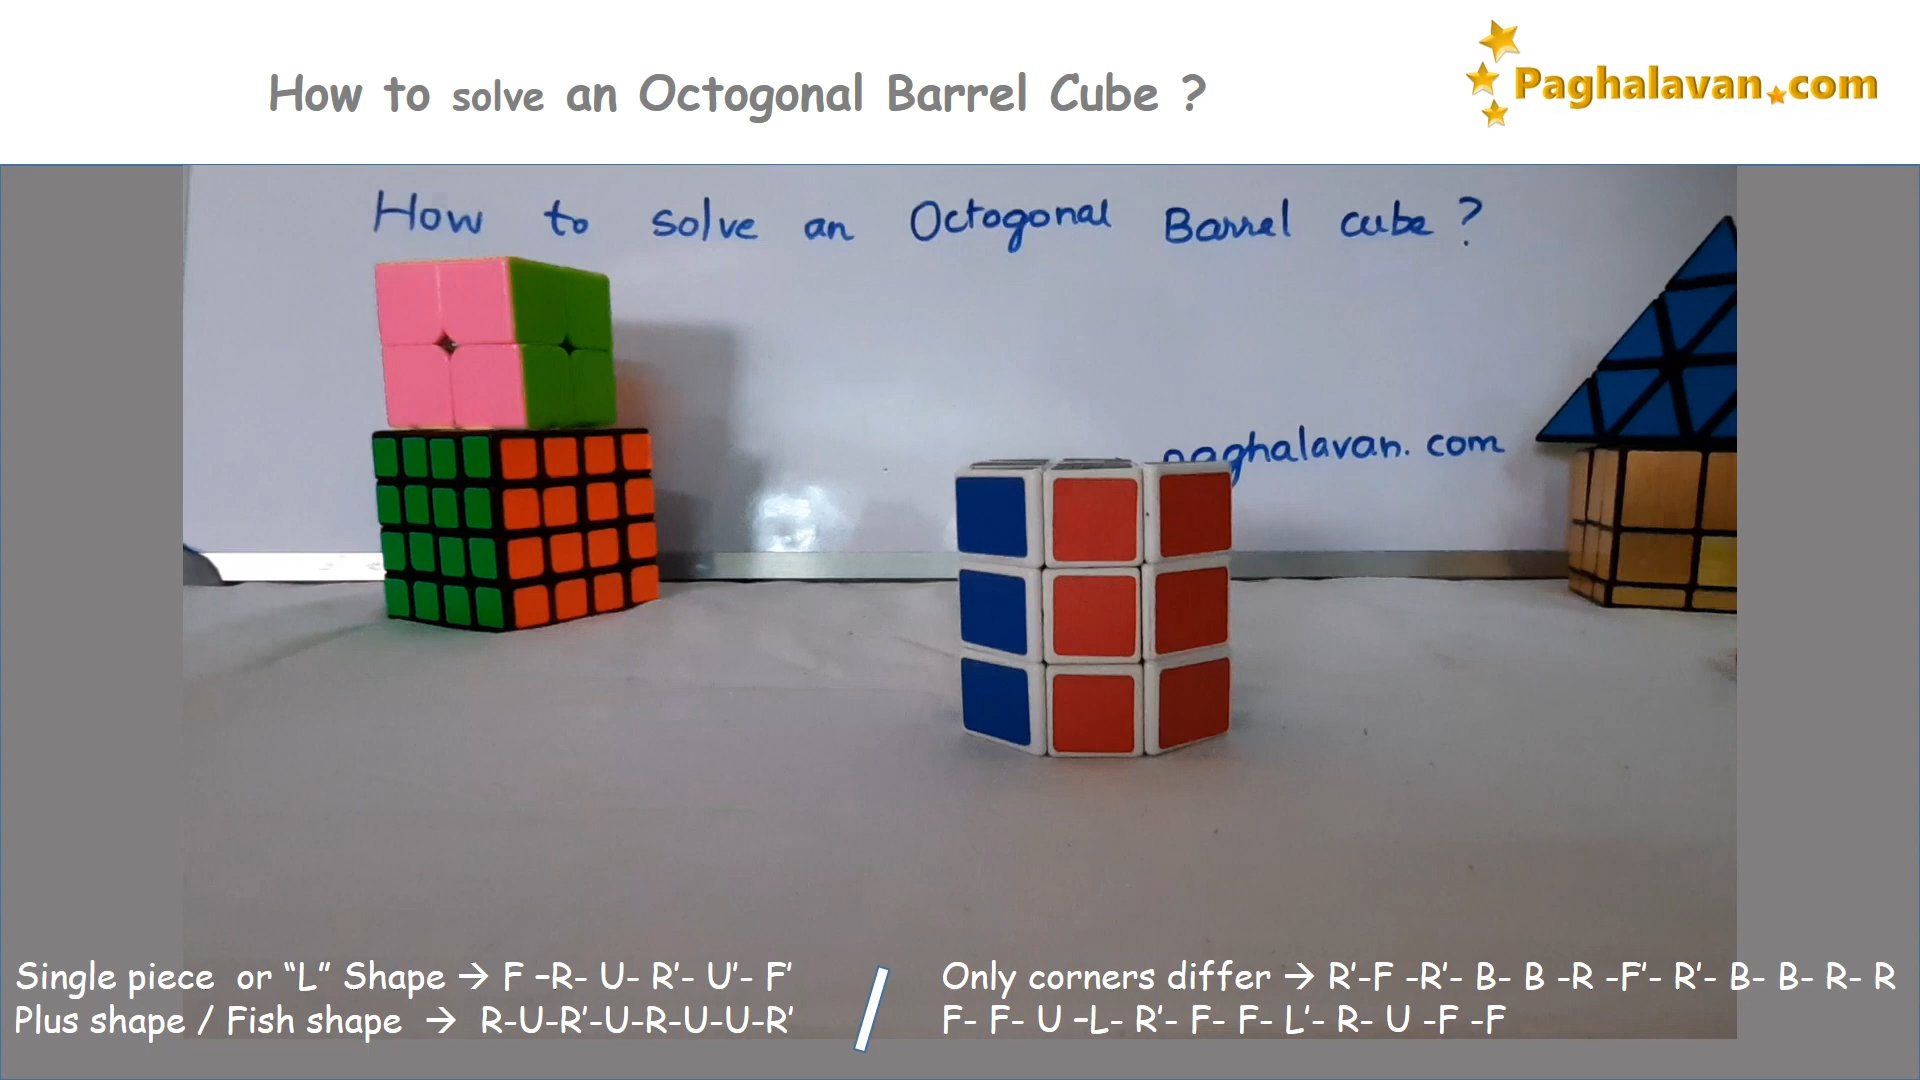 How to solve an Octogonal Barrel Cube ?
Paghalavan.com
How to solve an Octogonal Barrel cube ?
paghalavan. com
Single piece or “L” Shape → F –R- U- R’- U’- F’
Plus shape / Fish shape → R-U-R’-U-R-U-U-R’
/
Only corners differ → R’-F -R’- B- B -R -F’- R’- B- B- R- R
F- F- U –L- R’- F- F- L’- R- U -F -F